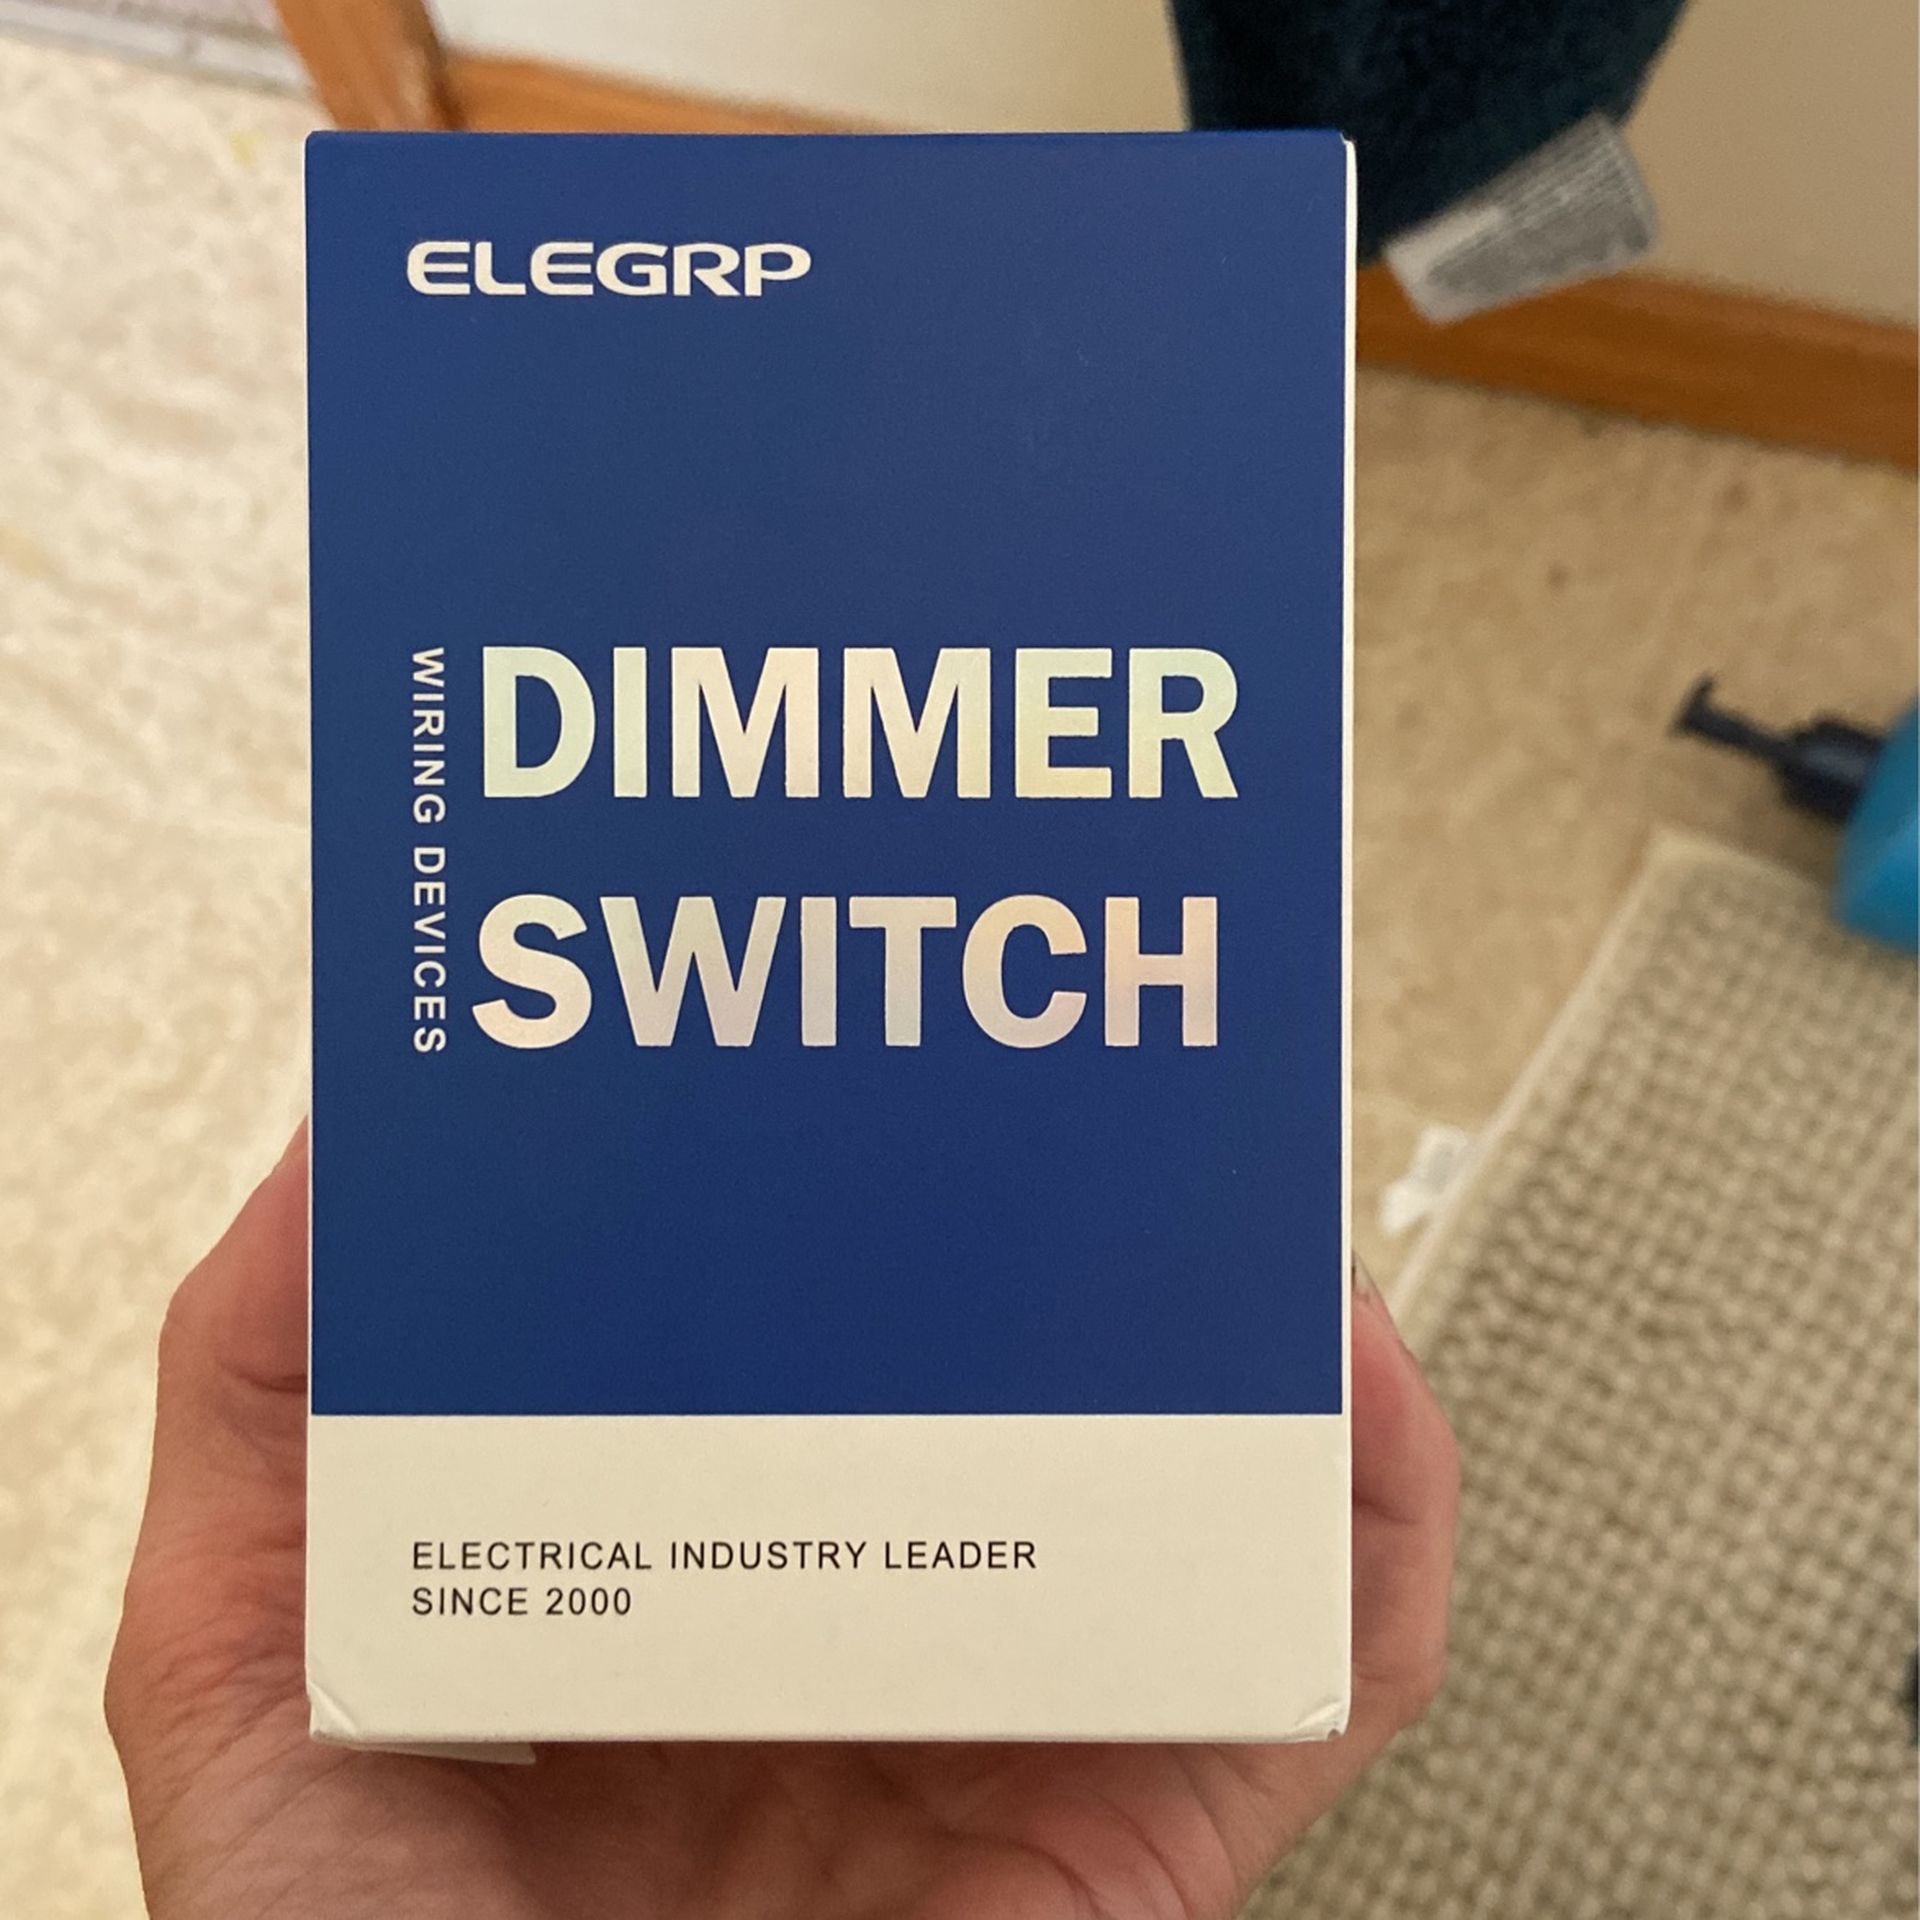 ELEGRP
WIRING DEVICES
DIMMER
SWITCH
ELECTRICAL INDUSTRY LEADER
SINCE 2000